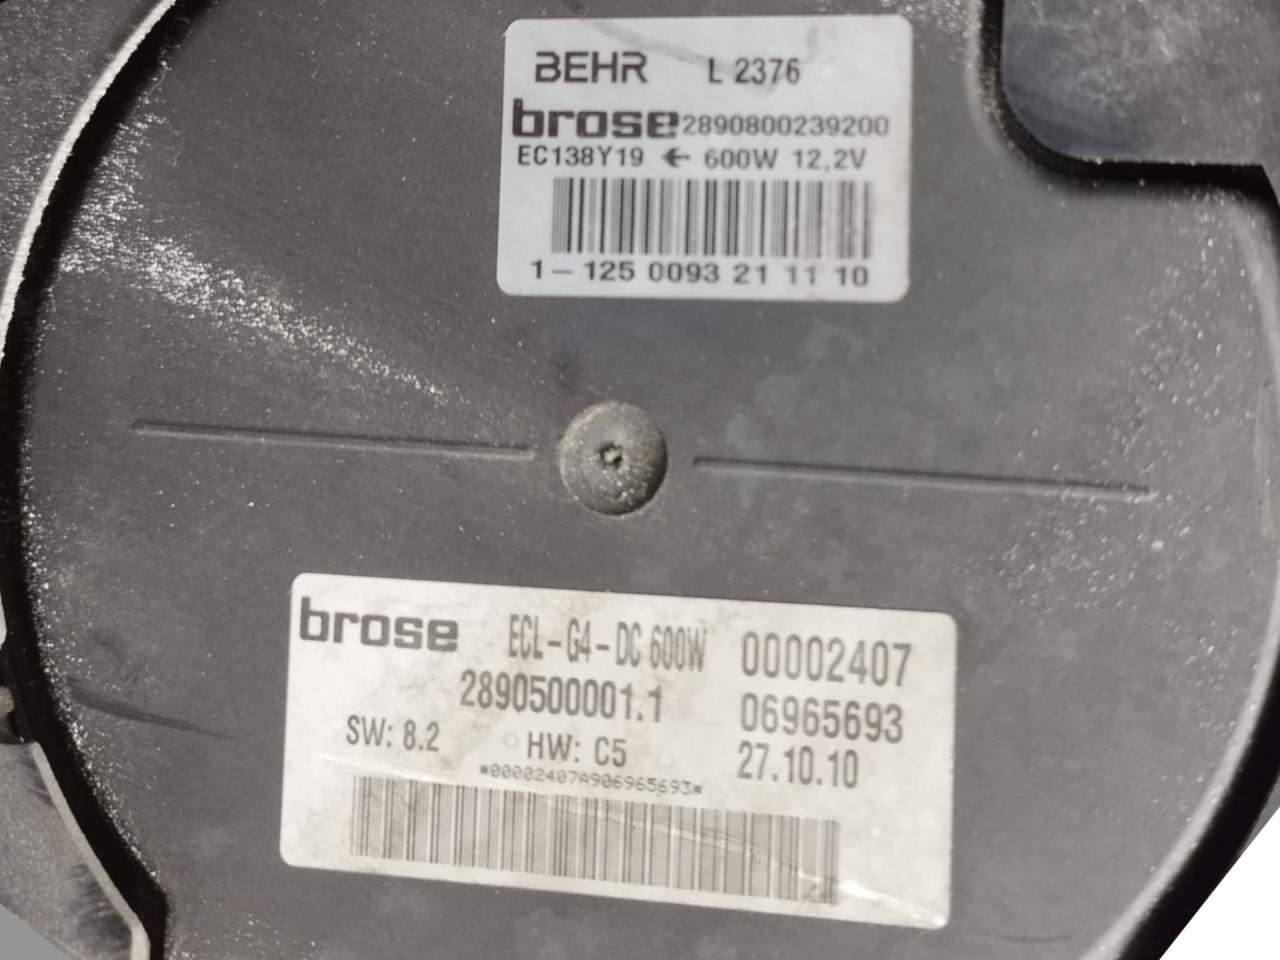 BEHR L 2376
brose 2890800239200
EC138Y19 ← 600W 12,2V
1-125 0093 21 11 10
brose ECL-G4-DC 600W 00002407
2890500001.1 06965693
SW: 8.2 HW: C5 27.10.10
*00002407A906965693*